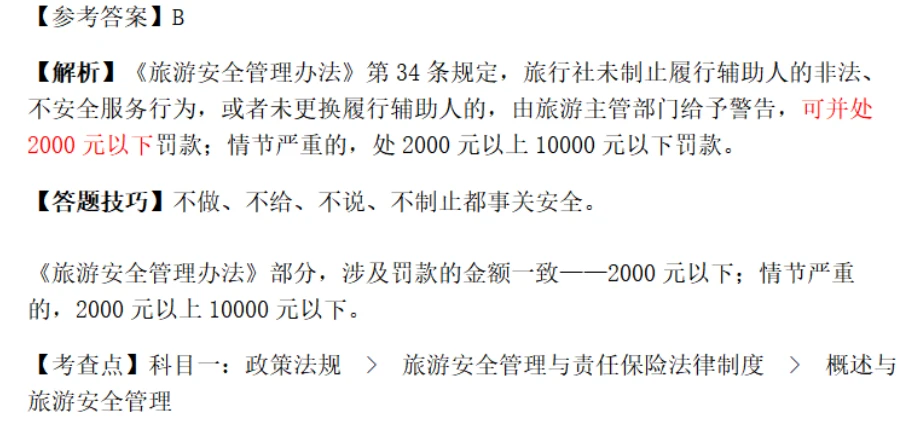 【参考答案】B
【解析】《旅游安全管理办法》第 34 条规定，旅行社未制止履行辅助人的非法、
不安全服务行为，或者未更换履行辅助人的，由旅游主管部门给予警告，可并处
2000 元以下罚款；情节严重的，处 2000 元以上 10000 元以下罚款。
【答题技巧】不做、不给、不说、不制止都事关安全。
《旅游安全管理办法》部分，涉及罚款的金额一致——2000 元以下；情节严重
的，2000 元以上 10000 元以下。
【考查点】科目一：政策法规 > 旅游安全管理与责任保险法律制度 > 概述与
旅游安全管理